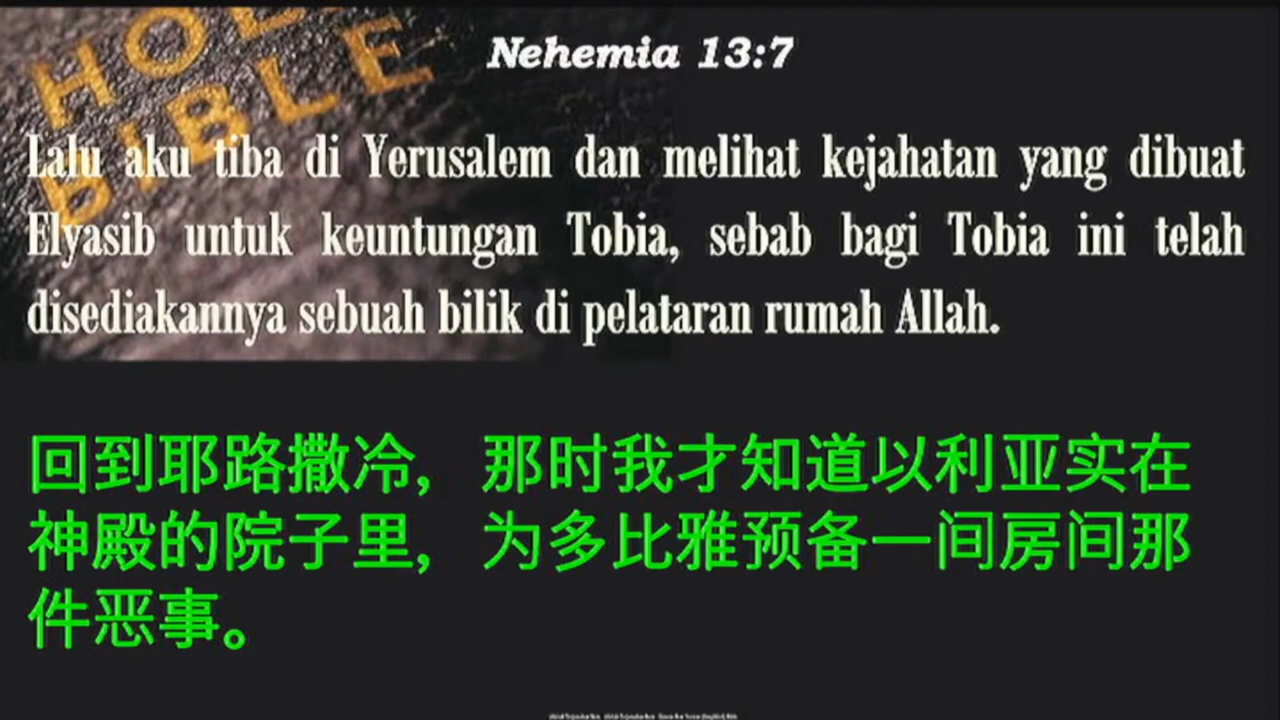 HOLY
BIBLE
Nehemia 13:7
Lalu aku tiba di Yerusalem dan melihat kejahatan yang dibuat
Elyasib untuk keuntungan Tobia, sebab bagi Tobia ini telah
disediakannya sebuah bilik di pelataran rumah Allah.
回到耶路撒冷, 那时我才知道以利亚实在
神殿的院子里, 为多比雅预备一间房间那
件恶事。